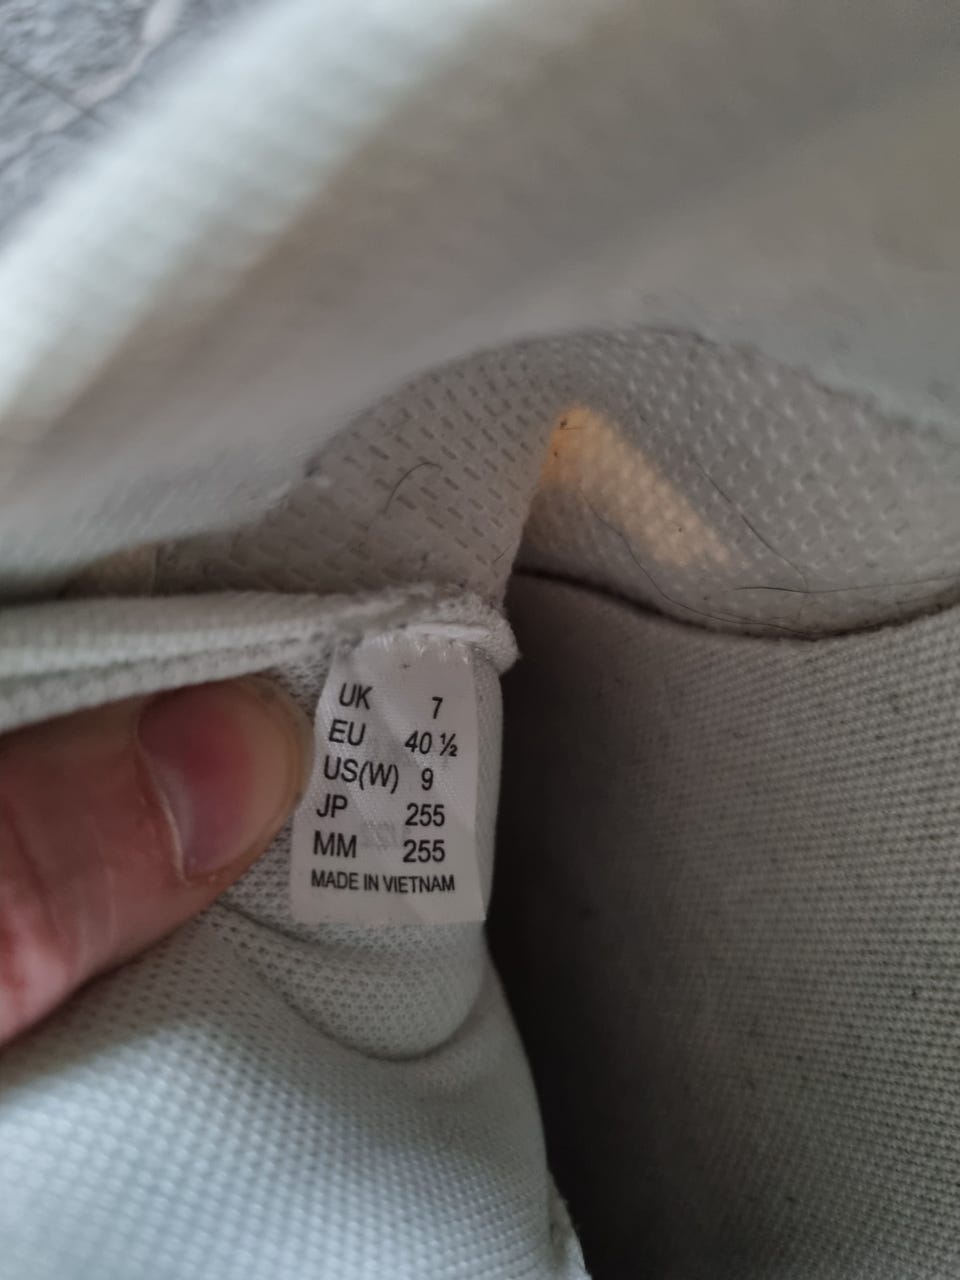 UK 7
EU 40 ½
US(W) 9
JP 255
MM 255
MADE IN VIETNAM